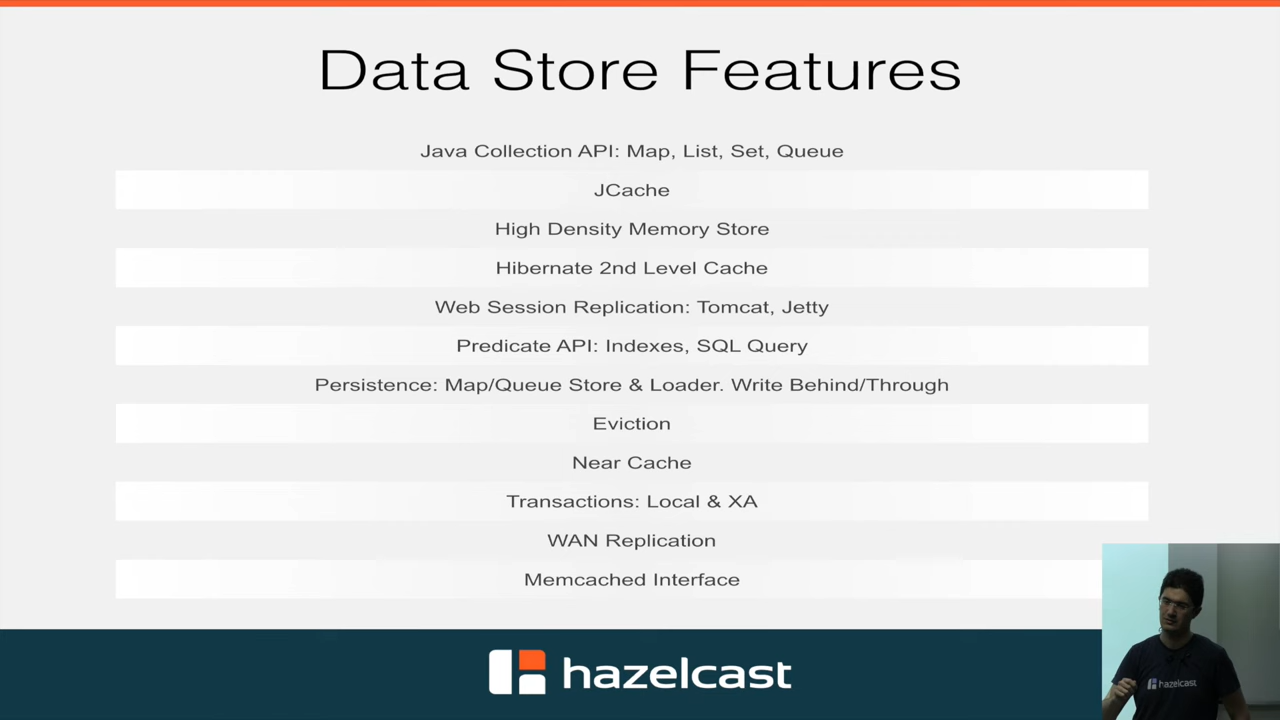 Data Store Features
Java Collection API: Map, List, Set, Queue
JCache
High Density Memory Store
Hibernate 2nd Level Cache
Web Session Replication: Tomcat, Jetty
Predicate API: Indexes, SQL Query
Persistence: Map/Queue Store & Loader. Write Behind/Through
Eviction
Near Cache
Transactions: Local & XA
WAN Replication
Memcached Interface
hazelcast
hazelcast